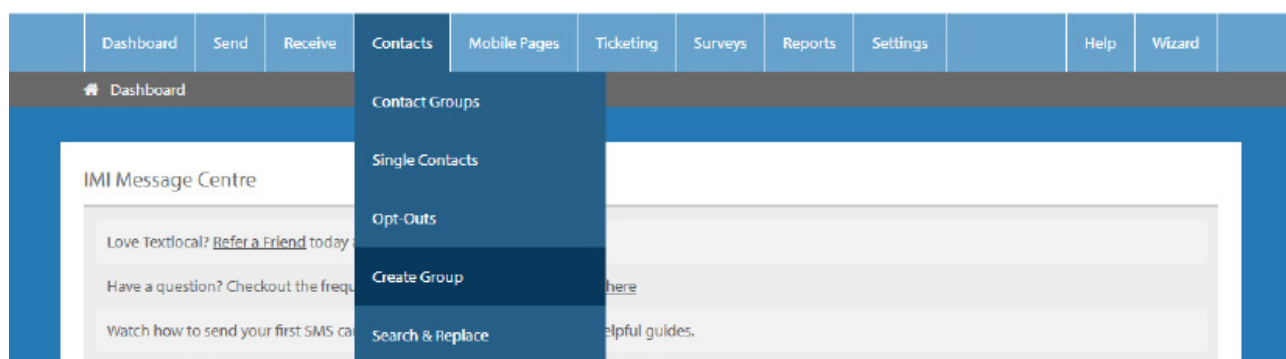 Dashboard Send Receive Contacts Mobile Pages Ticketing Surveys Reports Settings Help Wizard
Dashboard
Contact Groups
Single Contacts
IMI Message Centre
Opt-Outs
Love Textlocal? Refer a Friend today
Create Group
Have a question? Checkout the frequ here
Watch how to send your first SMS ca elpful guides.
Search & Replace